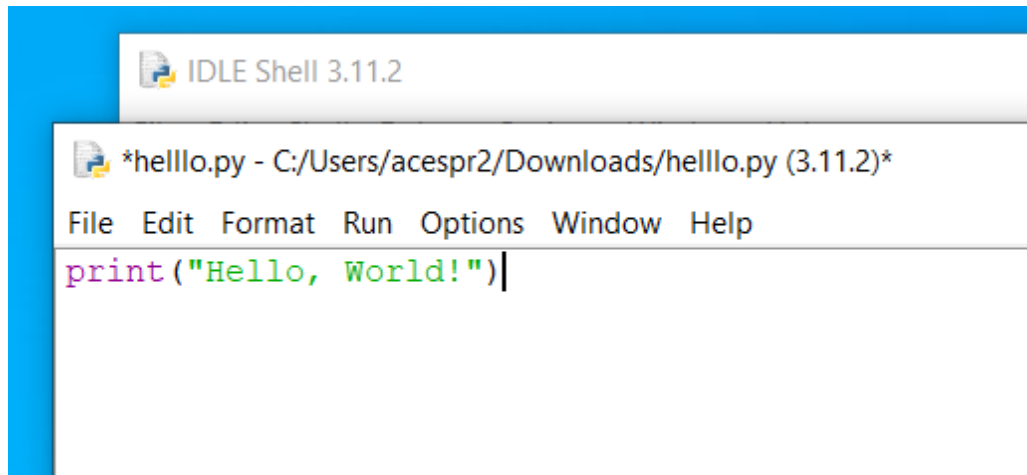 IDLE Shell 3.11.2
*helllo.py - C:/Users/acespr2/Downloads/helllo.py (3.11.2)*
File Edit Format Run Options Window Help
print("Hello, World!")